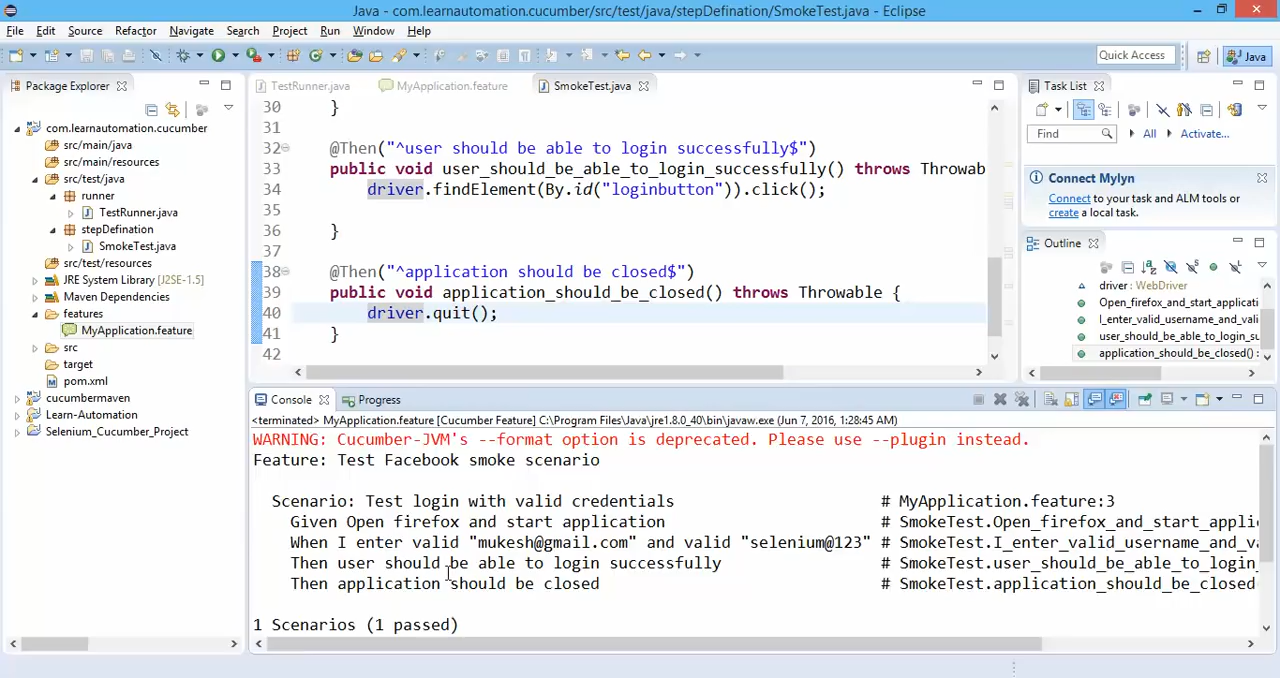 Java - com.learnautomation.cucumber/src/test/java/stepDefination/SmokeTest.java - Eclipse
File Edit Source Refactor Navigate Search Project Run Window Help
Quick Access
Java
Package Explorer
com.learnautomation.cucumber
src/main/java
src/main/resources
src/test/java
runner
TestRunner.java
stepDefination
SmokeTest.java
src/test/resources
JRE System Library [J2SE-1.5]
Maven Dependencies
features
MyApplication.feature
src
target
pom.xml
cucumbermaven
Learn-Automation
Selenium_Cucumber_Project
TestRunner.java MyApplication.feature SmokeTest.java
30 }
31
32 @Then("^user should be able to login successfully$")
33 public void user_should_be_able_to_login_successfully() throws Throwab
34 driver.findElement(By.id("loginbutton")).click();
35
36 }
37
38 @Then("^application should be closed$")
39 public void application_should_be_closed() throws Throwable {
40 driver.quit();
41 }
42
Task List
Find All Activate...
Connect Mylyn
Connect to your task and ALM tools or
create a local task.
Outline
driver : WebDriver
Open_firefox_and_start_applicati
I_enter_valid_username_and_vali
user_should_be_able_to_login_su
application_should_be_closed() :
Console Progress
<terminated> MyApplication.feature [Cucumber Feature] C:\Program Files\Java\jre1.8.0_40\bin\javaw.exe (Jun 7, 2016, 1:28:45 AM)
WARNING: Cucumber-JVM's --format option is deprecated. Please use --plugin instead.
Feature: Test Facebook smoke scenario
Scenario: Test login with valid credentials # MyApplication.feature:3
Given Open firefox and start application # SmokeTest.Open_firefox_and_start_appli
When I enter valid "mukesh@gmail.com" and valid "selenium@123" # SmokeTest.I_enter_valid_username_and_va
Then user should be able to login successfully # SmokeTest.user_should_be_able_to_login_
Then application should be closed # SmokeTest.application_should_be_closed
1 Scenarios (1 passed)